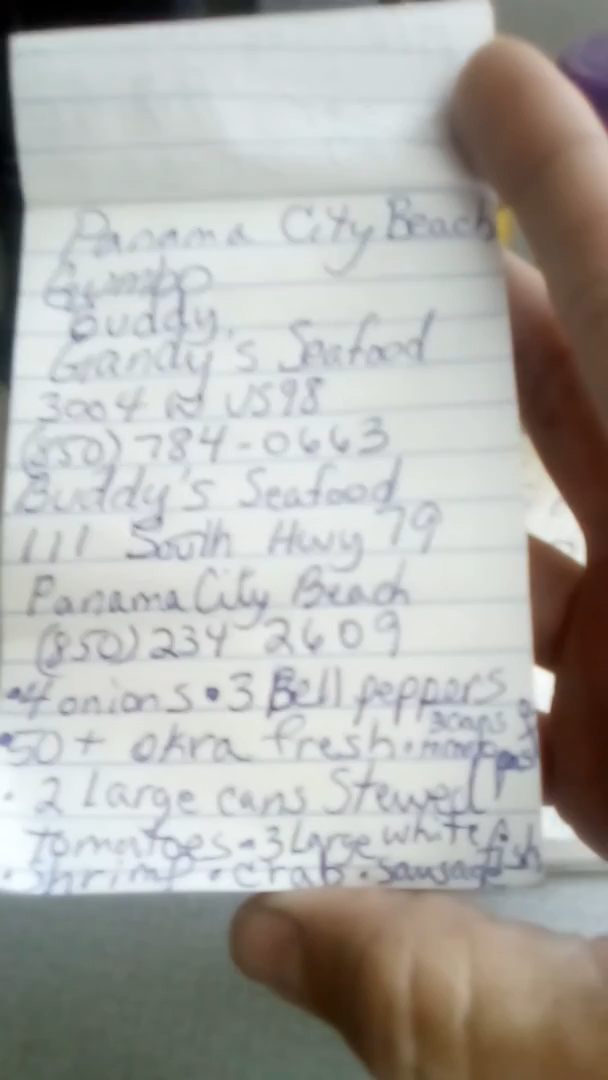 Panama City Beach
Gumbo
Buddy.
Grandy's Seafood
3004 W US98
(850) 784-0663
Buddy's Seafood
111 South Hwy 79
Panama City Beach
(850) 234-2609
• 4 onions • 3 Bell peppers
• 50+ okra fresh •
• 2 Large cans Stewed
tomatoes • 3 Large white fish
• shrimp • crab • sausage